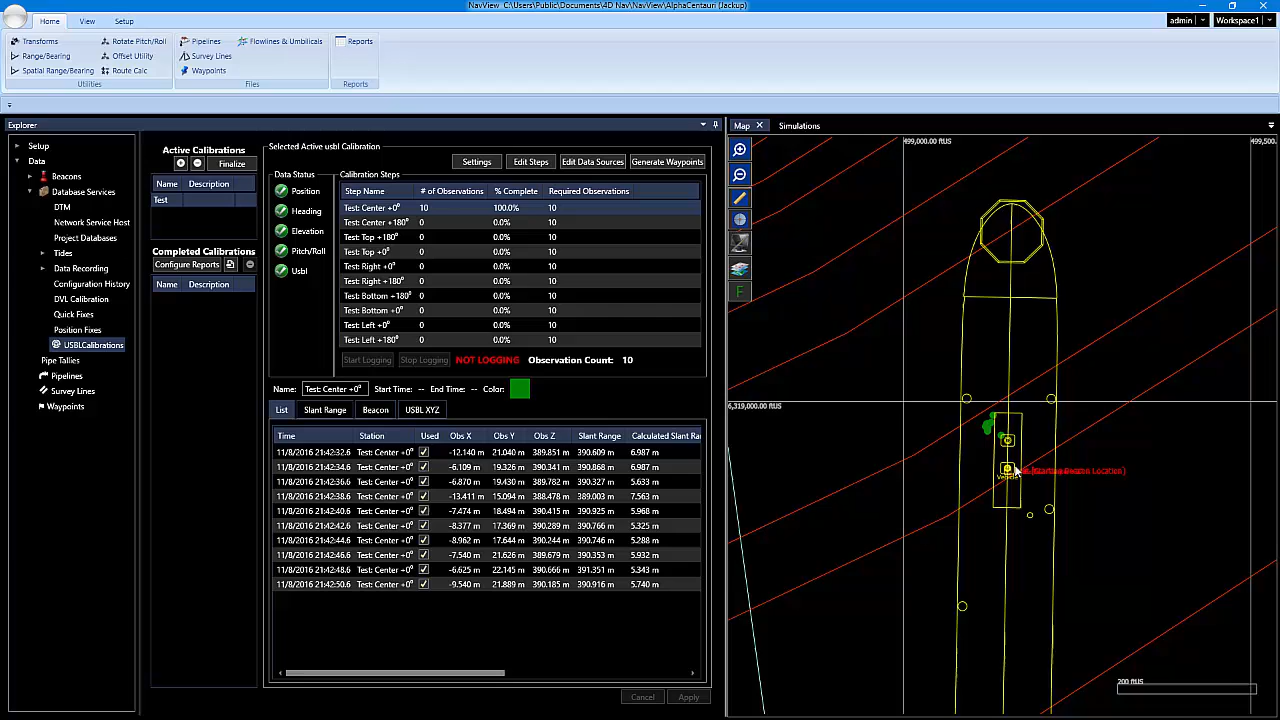 NavView C:\Users\Public\Documents\4D Nav\NavView\AlphaCentauri (Jackup)
Home View Setup
admin Workspace1
Transforms Rotate Pitch/Roll Pipelines Flowlines & Umbilicals Reports
Range/Bearing Offset Utility Survey Lines
Spatial Range/Bearing Route Calc Waypoints
Utilities Files Reports
Explorer
Setup
Data
Beacons
Database Services
DTM
Network Service Host
Project Databases
Tides
Data Recording
Configuration History
DVL Calibration
Quick Fixes
Position Fixes
USBLCalibrations
Pipe Tallies
Pipelines
Survey Lines
Waypoints
Active Calibrations
Finalize
Name Description
Test
Completed Calibrations
Configure Reports
Name Description
Selected Active usbl Calibration
Settings Edit Steps Edit Data Sources Generate Waypoints
Data Status
Position
Heading
Elevation
Pitch/Roll
Usbl
Calibration Steps
Step Name # of Observations % Complete Required Observations
Test: Center +0° 10 100.0% 10
Test: Center +180° 0 0.0% 10
Test: Top +180° 0 0.0% 10
Test: Top +0° 0 0.0% 10
Test: Right +0° 0 0.0% 10
Test: Right +180° 0 0.0% 10
Test: Bottom +180° 0 0.0% 10
Test: Bottom +0° 0 0.0% 10
Test: Left +0° 0 0.0% 10
Test: Left +180° 0 0.0% 10
Start Logging Stop Logging NOT LOGGING Observation Count: 10
Name: Test: Center +0° Start Time: -- End Time: -- Color:
List Slant Range Beacon USBL XYZ
Time Station Used Obs X Obs Y Obs Z Slant Range Calculated Slant Ra
11/8/2016 21:42:32.6 Test: Center +0° -12.140 m 21.040 m 389.851 m 390.609 m 6.987 m
11/8/2016 21:42:34.6 Test: Center +0° -6.109 m 19.326 m 390.341 m 390.868 m 6.987 m
11/8/2016 21:42:36.6 Test: Center +0° -6.870 m 19.430 m 389.782 m 390.327 m 5.633 m
11/8/2016 21:42:38.6 Test: Center +0° -13.411 m 15.094 m 388.478 m 389.003 m 7.563 m
11/8/2016 21:42:40.6 Test: Center +0° -7.474 m 18.494 m 390.415 m 390.925 m 5.968 m
11/8/2016 21:42:42.6 Test: Center +0° -8.377 m 17.369 m 390.289 m 390.766 m 5.325 m
11/8/2016 21:42:44.6 Test: Center +0° -8.962 m 17.644 m 390.244 m 390.746 m 5.288 m
11/8/2016 21:42:46.6 Test: Center +0° -7.540 m 21.626 m 389.679 m 390.353 m 5.932 m
11/8/2016 21:42:48.6 Test: Center +0° -6.625 m 22.145 m 390.666 m 391.351 m 5.343 m
11/8/2016 21:42:50.6 Test: Center +0° -9.540 m 21.889 m 390.185 m 390.916 m 5.740 m
Cancel Apply
Map Simulations
499,000.00 ftUS 499,500.
F
6,319,000.00 ftUS
(Starting Beacon Location)
Vehicle
200 ftUS